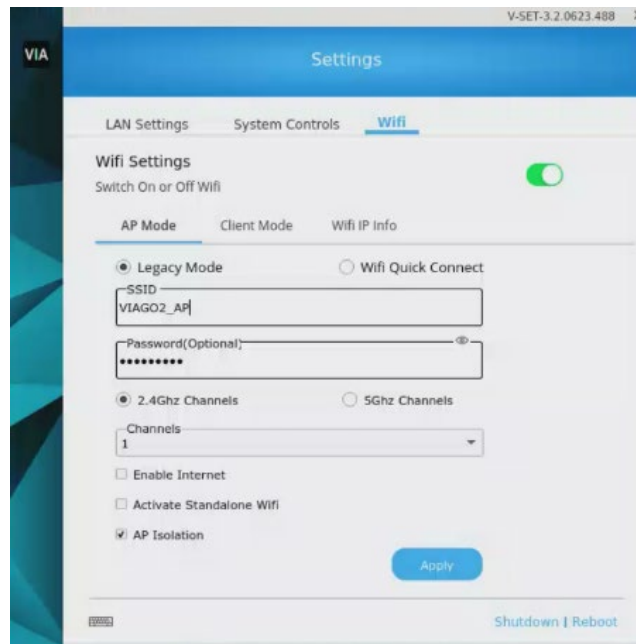 V-SET-3.2.0623.488
VIA
Settings
LAN Settings System Controls Wifi
Wifi Settings
Switch On or Off Wifi
AP Mode Client Mode Wifi IP Info
Legacy Mode Wifi Quick Connect
SSID
VIAGO2_AP
Password(Optional)
•••••••••
2.4Ghz Channels 5Ghz Channels
Channels
1
Enable Internet
Activate Standalone Wifi
AP Isolation
Apply
Shutdown | Reboot